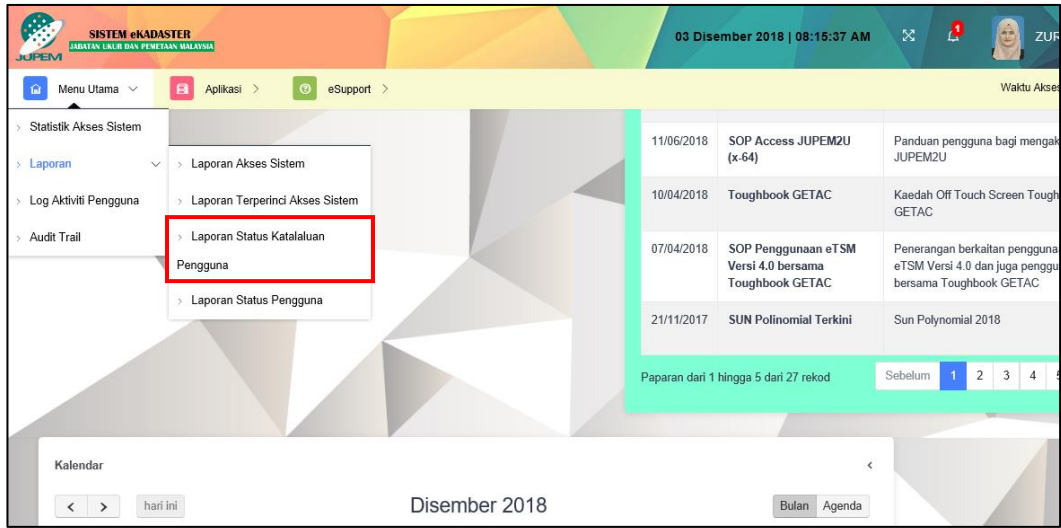 SISTEM eKADASTER
JABATAN UKUR DAN PEMETAAN MALAYSIA
JUPEM
03 Disember 2018 | 08:15:37 AM
1
ZUR
Menu Utama
Aplikasi >
eSupport >
Waktu Akses
> Statistik Akses Sistem
> Laporan
> Log Aktiviti Pengguna
> Audit Trail
> Laporan Akses Sistem
> Laporan Terperinci Akses Sistem
> Laporan Status Katalaluan
Pengguna
> Laporan Status Pengguna
11/06/2018
SOP Access JUPEM2U
(x-64)
Panduan pengguna bagi mengak
JUPEM2U
10/04/2018
Toughbook GETAC
Kaedah Off Touch Screen Tough
GETAC
07/04/2018
SOP Penggunaan eTSM
Versi 4.0 bersama
Toughbook GETAC
Penerangan berkaitan pengguna
eTSM Versi 4.0 dan juga penggu
bersama Toughbook GETAC
21/11/2017
SUN Polinomial Terkini
Sun Polynomial 2018
Paparan dari 1 hingga 5 dari 27 rekod
Sebelum 1 2 3 4
Kalendar
<
< >
hari ini
Disember 2018
Bulan Agenda